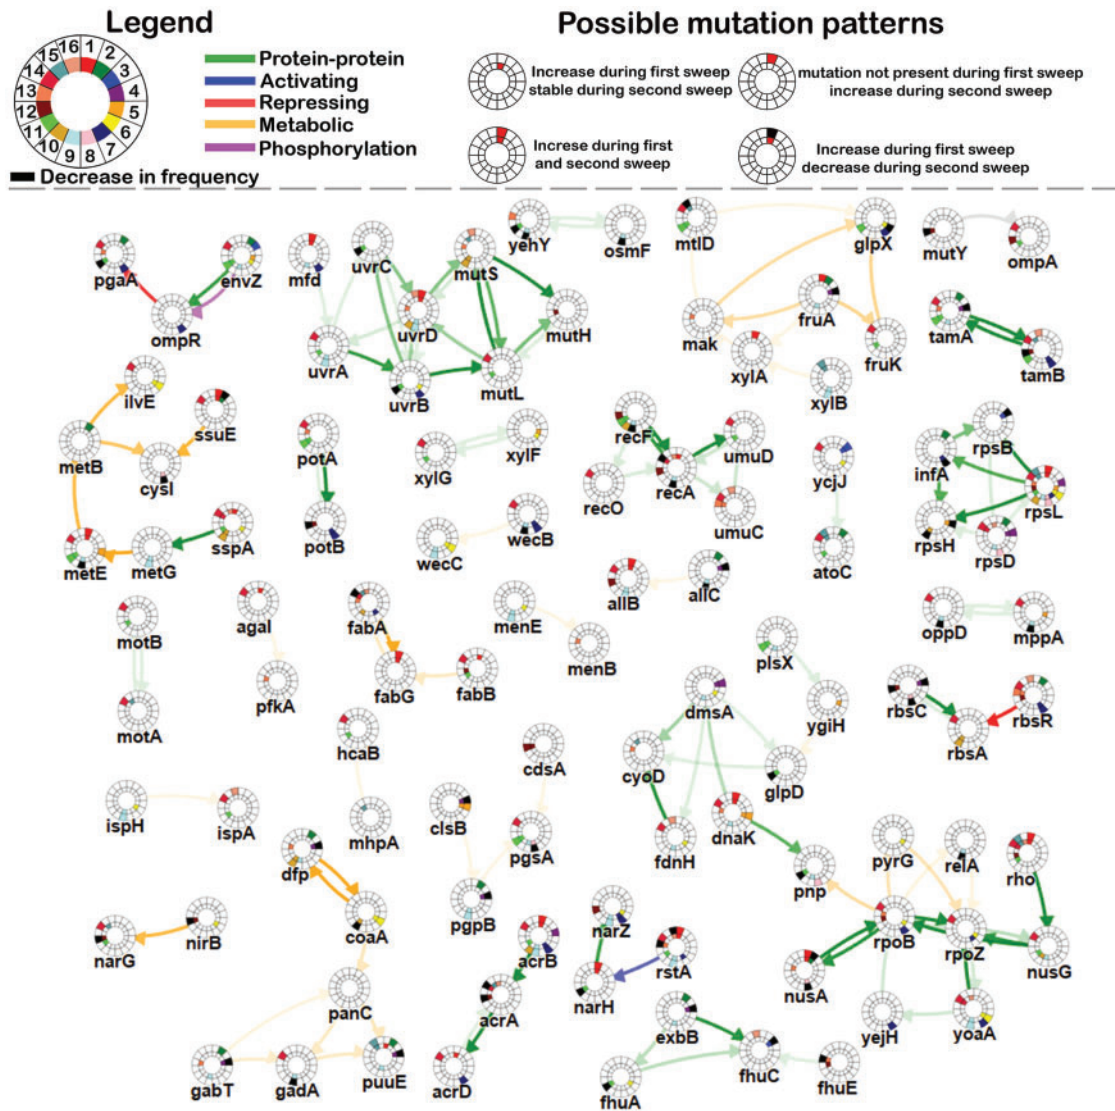 Legend
Possible mutation patterns
16 1 2 3 4 5 6 7 8 9 10 11 12 13 14 15
Protein-protein
Activating
Repressing
Metabolic
Phosphorylation
Decrease in frequency
Increase during first sweep
stable during second sweep
mutation not present during first sweep
increase during second sweep
Increse during first
and second sweep
Increase during first sweep
decrease during second sweep
pgaA envZ ompR
mfd uvrC mutS uvrD mutH uvrA uvrB mutL
yehY osmF
mtlD glpX fruA mak xylA fruK xylB
mutY ompA
tamA tamB
ilvE ssuE metB cysI sspA metE metG
potA potB
xylG xylF
wecB wecC
recF umuD recO recA umuC
ycjJ atoC
rpsB infA rpsL rpsH rpsD
allB allC
oppD mppA
motB motA
agaI pfkA
fabA fabG fabB
menE menB
plsX ygiH
dmsA cyoD glpD fdnH dnaK pnp
rbsC rbsR rbsA
hcaB mhpA
cdsA clsB pgsA pgpB
ispH ispA
dfp coaA panC gabT gadA puuE
narG nirB
acrB acrA acrD
narZ rstA narH
exbB fhuC fhuA fhuE
pyrG relA rho rpoB rpoZ nusG nusA yejH yoaA